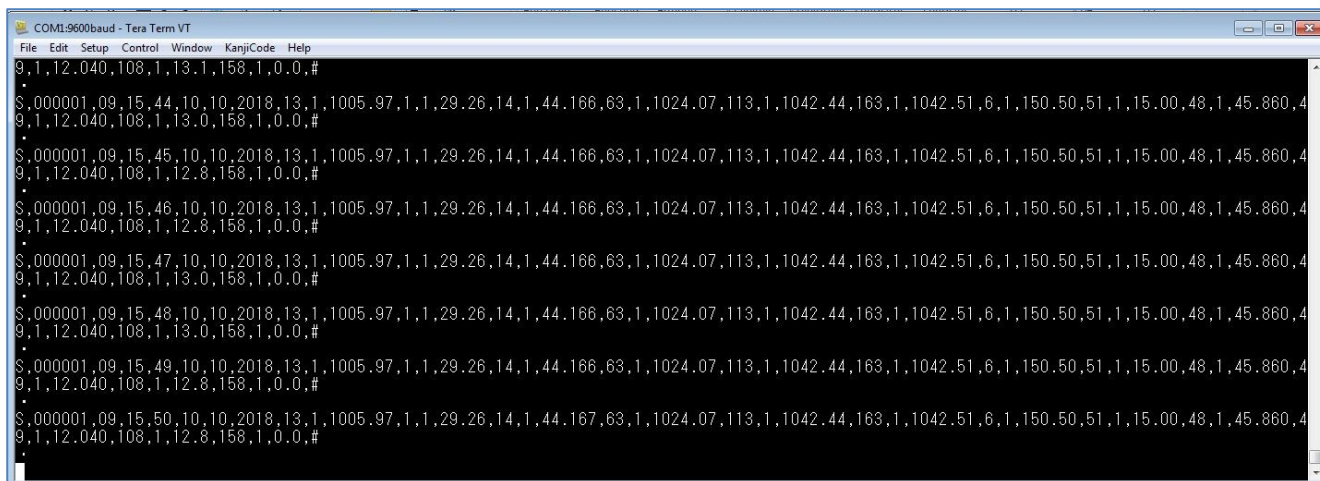 COM1:9600baud - Tera Term VT
File Edit Setup Control Window KanjiCode Help
9,1,12.040,108,1,13.1,158,1,0.0,#
.
S,000001,09,15,44,10,10,2018,13,1,1005.97,1,1,29.26,14,1,44.166,63,1,1024.07,113,1,1042.44,163,1,1042.51,6,1,150.50,51,1,15.00,48,1,45.860,4
9,1,12.040,108,1,13.0,158,1,0.0,#
.
S,000001,09,15,45,10,10,2018,13,1,1005.97,1,1,29.26,14,1,44.166,63,1,1024.07,113,1,1042.44,163,1,1042.51,6,1,150.50,51,1,15.00,48,1,45.860,4
9,1,12.040,108,1,12.8,158,1,0.0,#
.
S,000001,09,15,46,10,10,2018,13,1,1005.97,1,1,29.26,14,1,44.166,63,1,1024.07,113,1,1042.44,163,1,1042.51,6,1,150.50,51,1,15.00,48,1,45.860,4
9,1,12.040,108,1,12.8,158,1,0.0,#
.
S,000001,09,15,47,10,10,2018,13,1,1005.97,1,1,29.26,14,1,44.166,63,1,1024.07,113,1,1042.44,163,1,1042.51,6,1,150.50,51,1,15.00,48,1,45.860,4
9,1,12.040,108,1,13.0,158,1,0.0,#
.
S,000001,09,15,48,10,10,2018,13,1,1005.97,1,1,29.26,14,1,44.166,63,1,1024.07,113,1,1042.44,163,1,1042.51,6,1,150.50,51,1,15.00,48,1,45.860,4
9,1,12.040,108,1,13.0,158,1,0.0,#
.
S,000001,09,15,49,10,10,2018,13,1,1005.97,1,1,29.26,14,1,44.166,63,1,1024.07,113,1,1042.44,163,1,1042.51,6,1,150.50,51,1,15.00,48,1,45.860,4
9,1,12.040,108,1,12.8,158,1,0.0,#
.
S,000001,09,15,50,10,10,2018,13,1,1005.97,1,1,29.26,14,1,44.167,63,1,1024.07,113,1,1042.44,163,1,1042.51,6,1,150.50,51,1,15.00,48,1,45.860,4
9,1,12.040,108,1,12.8,158,1,0.0,#
.